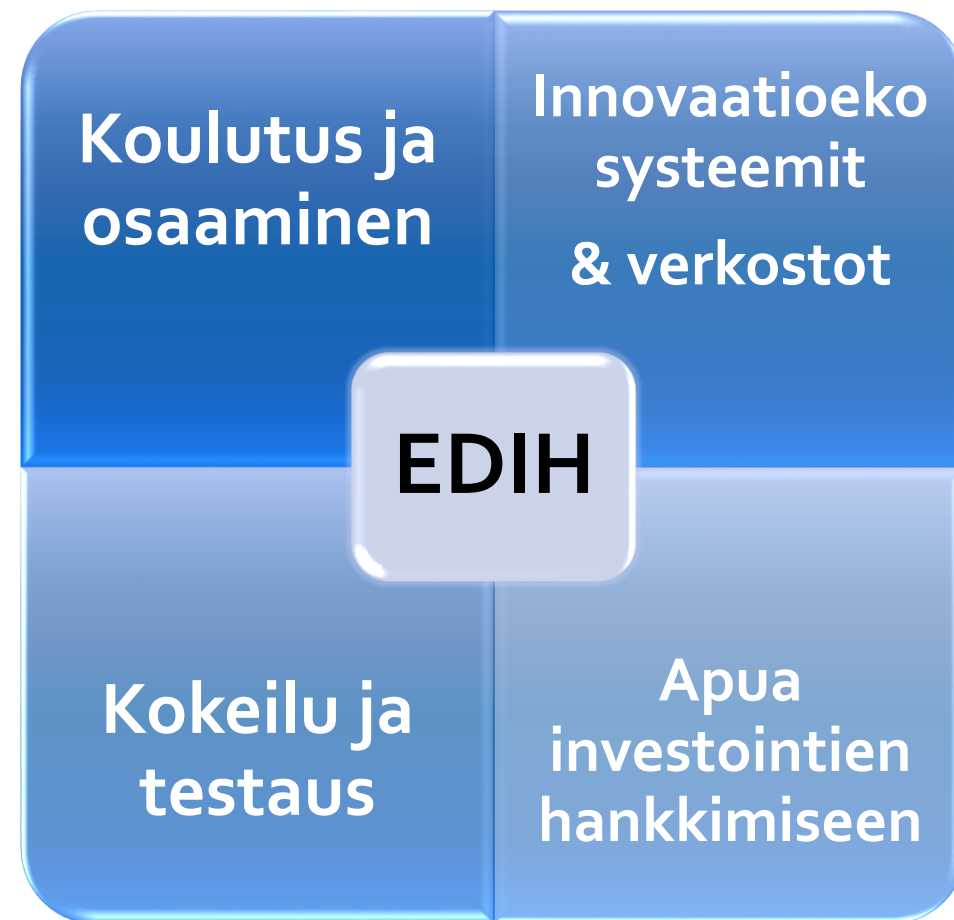 Koulutus ja
osaaminen
Innovaatioeko
systeemit
& verkostot
EDIH
Kokeilu ja
testaus
Apua
investointien
hankkimiseen